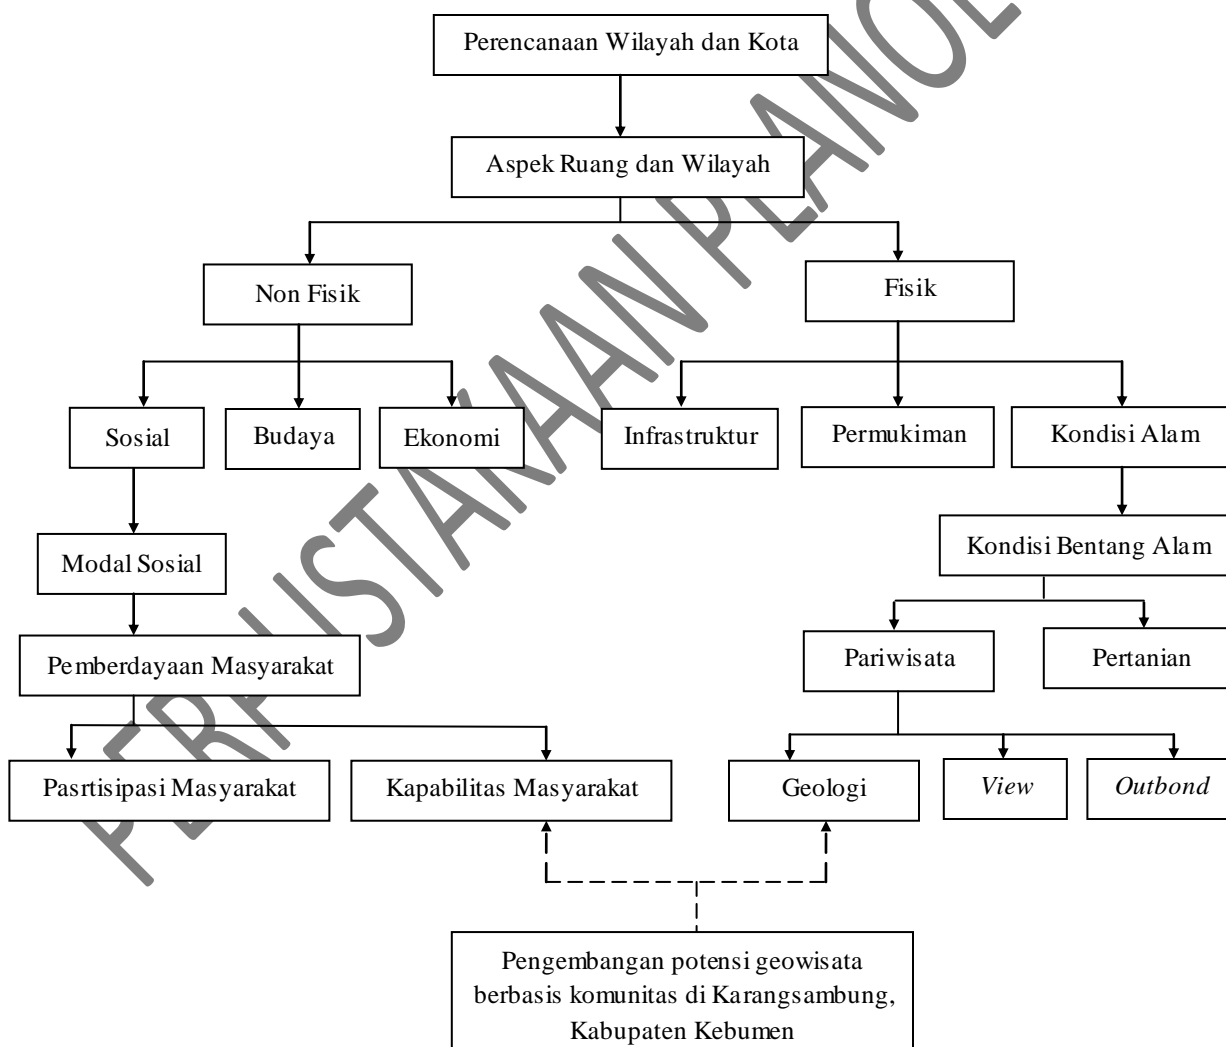 Perencanaan Wilayah dan Kota
Aspek Ruang dan Wilayah
Non Fisik
Fisik
Sosial
Budaya
Ekonomi
Infrastruktur
Permukiman
Kondisi Alam
Modal Sosial
Kondisi Bentang Alam
Pemberdayaan Masyarakat
Pariwisata
Pertanian
Pasrtisipasi Masyarakat
Kapabilitas Masyarakat
Geologi
View
Outbond
Pengembangan potensi geowisata
berbasis komunitas di Karangsambung,
Kabupaten Kebumen
PERPUSTAKAAN PLANOL